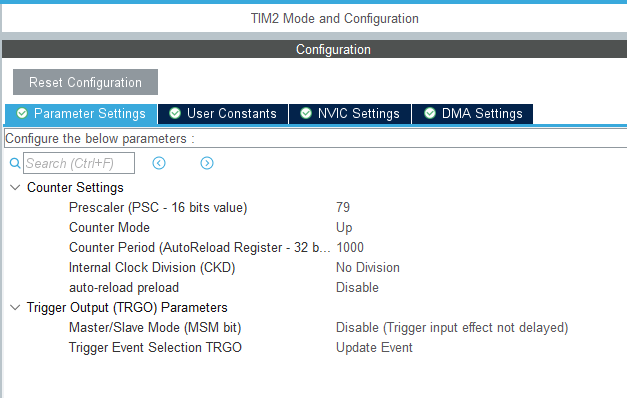 TIM2 Mode and Configuration
Configuration
Reset Configuration
Parameter Settings User Constants NVIC Settings DMA Settings
Configure the below parameters :
Search (Ctrl+F)
Counter Settings
Prescaler (PSC - 16 bits value) 79
Counter Mode Up
Counter Period (AutoReload Register - 32 b... 1000
Internal Clock Division (CKD) No Division
auto-reload preload Disable
Trigger Output (TRGO) Parameters
Master/Slave Mode (MSM bit) Disable (Trigger input effect not delayed)
Trigger Event Selection TRGO Update Event